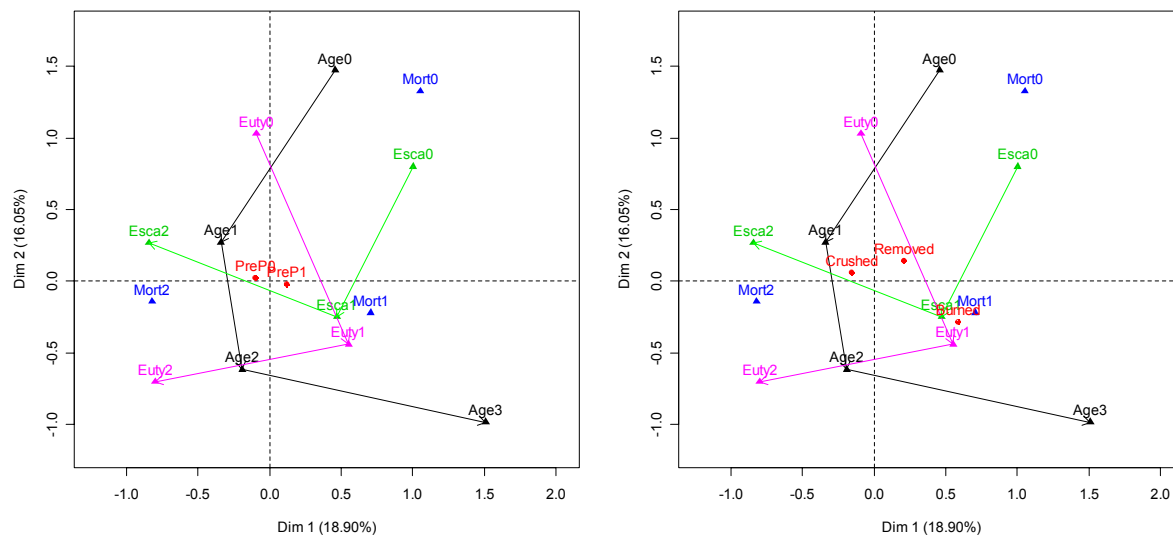 Age0
Mort0
Euty0
Esca0
Esca2
Age1
PreP0
PreP1
Mort2
Esca1
Mort1
Euty1
Age2
Euty2
Age3
1.5
1.0
0.5
0.0
-0.5
-1.0
Dim 2 (16.05%)
-1.0 -0.5 0.0 0.5 1.0 1.5 2.0
Dim 1 (18.90%)
Age0
Mort0
Euty0
Esca0
Esca2
Age1
Removed
Crushed
Mort2
Esca1
Mort1
Burned
Euty1
Age2
Euty2
Age3
1.5
1.0
0.5
0.0
-0.5
-1.0
Dim 2 (16.05%)
-1.0 -0.5 0.0 0.5 1.0 1.5 2.0
Dim 1 (18.90%)